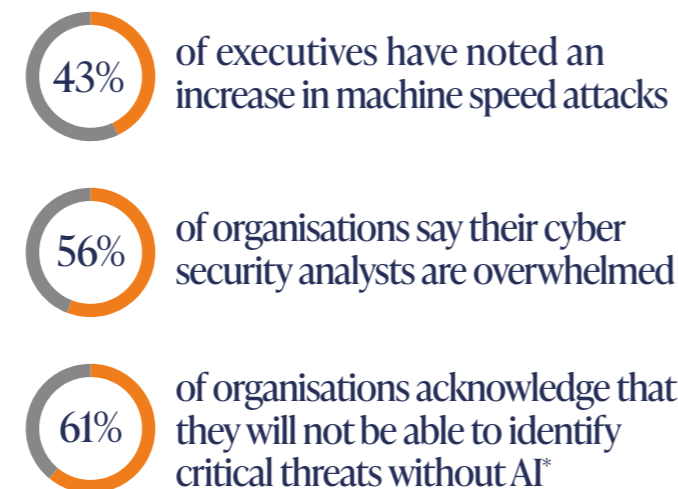 43%
of executives have noted an
increase in machine speed attacks
56%
of organisations say their cyber
security analysts are overwhelmed
61%
of organisations acknowledge that
they will not be able to identify
critical threats without AI*